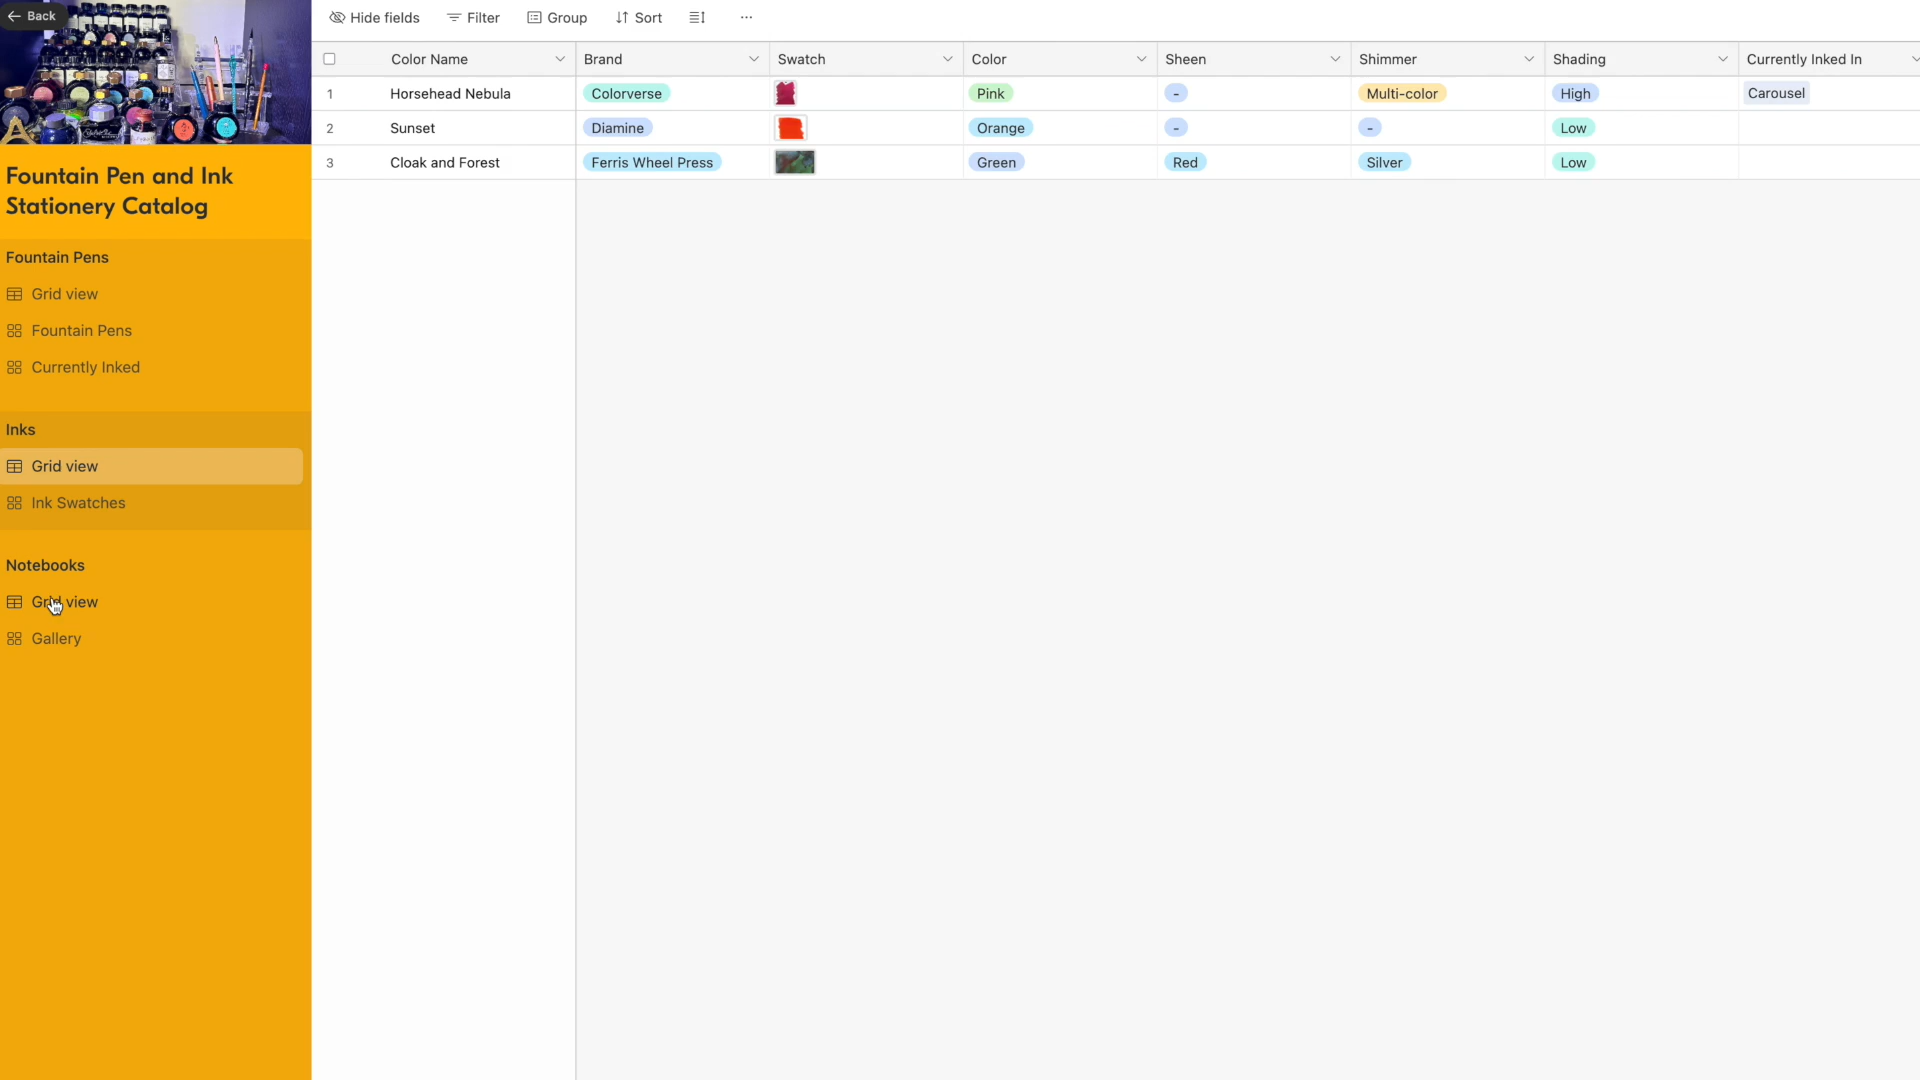 Back
Hide fields
Filter
Group
Sort
Color Name
Brand
Swatch
Color
Sheen
Shimmer
Shading
Currently Inked In
1
Horsehead Nebula
Colorverse
Pink
-
Multi-color
High
Carousel
2
Sunset
Diamine
Orange
-
-
Low
3
Cloak and Forest
Ferris Wheel Press
Green
Red
Silver
Low
Fountain Pen and Ink
Stationery Catalog
Fountain Pens
Grid view
Fountain Pens
Currently Inked
Inks
Grid view
Ink Swatches
Notebooks
Grid view
Gallery